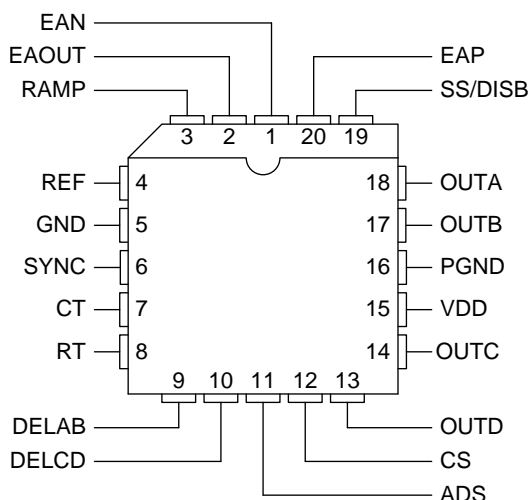 EAN
EAOUT
EAP
RAMP
SS/DISB
3 2 1 20 19
REF 4 18 OUTA
GND 5 17 OUTB
SYNC 6 16 PGND
CT 7 15 VDD
RT 8 14 OUTC
9 10 11 12 13
DELAB OUTD
DELCD CS
ADS